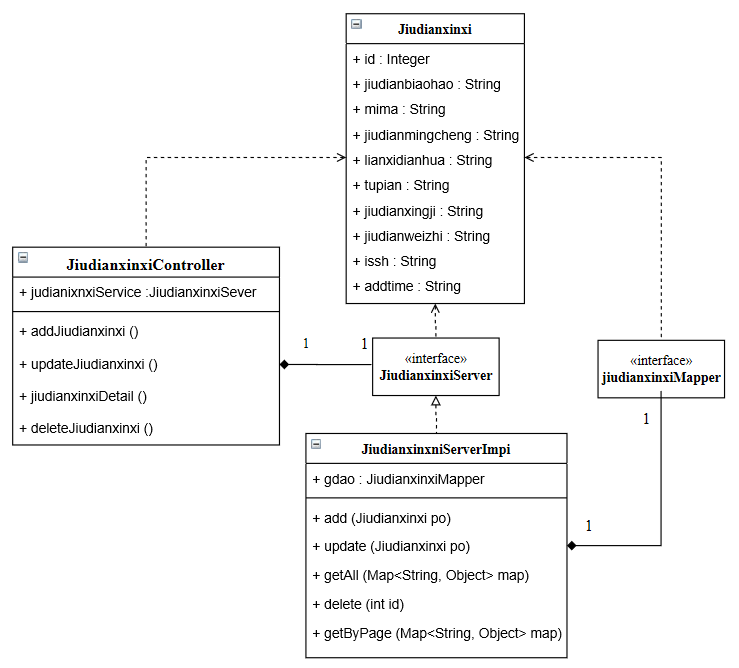 Jiudianxinxi
+ id : Integer
+ jiudianbiaohao : String
+ mima : String
+ jiudianmingcheng : String
+ lianxidianhua : String
+ tupian : String
+ jiudianxingji : String
+ jiudianweizhi : String
+ issh : String
+ addtime : String
JiudianxinxiController
+ judianixnxiService :JiudianxinxiSever
+ addJiudianxinxi ()
+ updateJiudianxinxi ()
+ jiudianxinxiDetail ()
+ deleteJiudianxinxi ()
1
1
«interface»
JiudianxinxiServer
«interface»
jiudianxinxiMapper
1
JiudianxinxniServerImpi
+ gdao : JiudianxinxiMapper
+ add (Jiudianxinxi po)
+ update (Jiudianxinxi po)
+ getAll (Map<String, Object> map)
+ delete (int id)
+ getByPage (Map<String, Object> map)
1